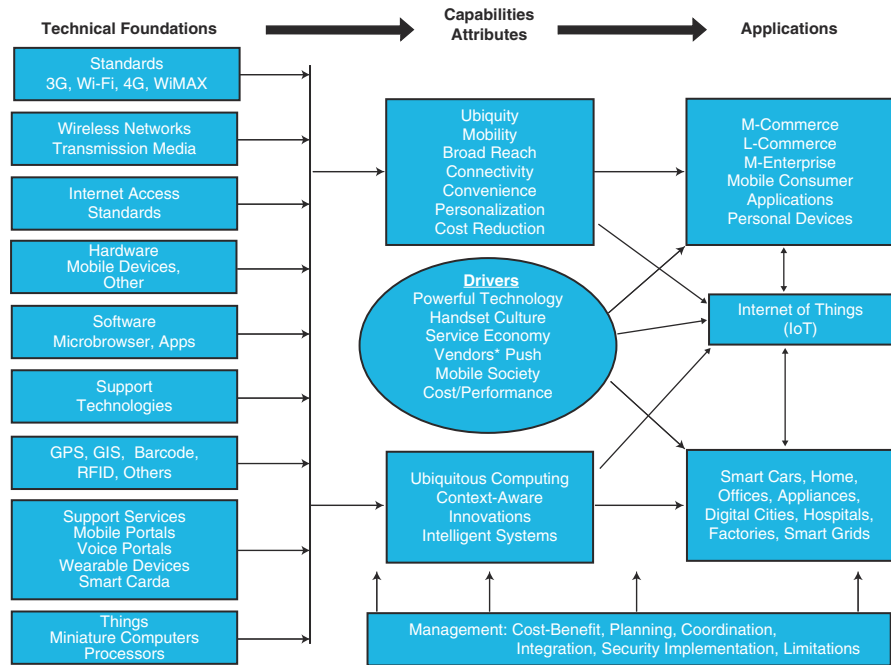 Technical Foundations
Capabilities
Attributes
Applications
Standards
3G, Wi-Fi, 4G, WiMAX
Wireless Networks
Transmission Media
Internet Access
Standards
Hardware
Mobile Devices,
Other
Software
Microbrowser, Apps
Support
Technologies
GPS, GIS, Barcode,
RFID, Others
Support Services
Mobile Portals
Voice Portals
Wearable Devices
Smart Carda
Things
Miniature Computers
Processors
Ubiquity
Mobility
Broad Reach
Connectivity
Convenience
Personalization
Cost Reduction
Drivers
Powerful Technology
Handset Culture
Service Economy
Vendors* Push
Mobile Society
Cost/Performance
Ubiquitous Computing
Context-Aware
Innovations
Intelligent Systems
M-Commerce
L-Commerce
M-Enterprise
Mobile Consumer
Applications
Personal Devices
Internet of Things
(IoT)
Smart Cars, Home,
Offices, Appliances,
Digital Cities, Hospitals,
Factories, Smart Grids
Management: Cost-Benefit, Planning, Coordination,
Integration, Security Implementation, Limitations